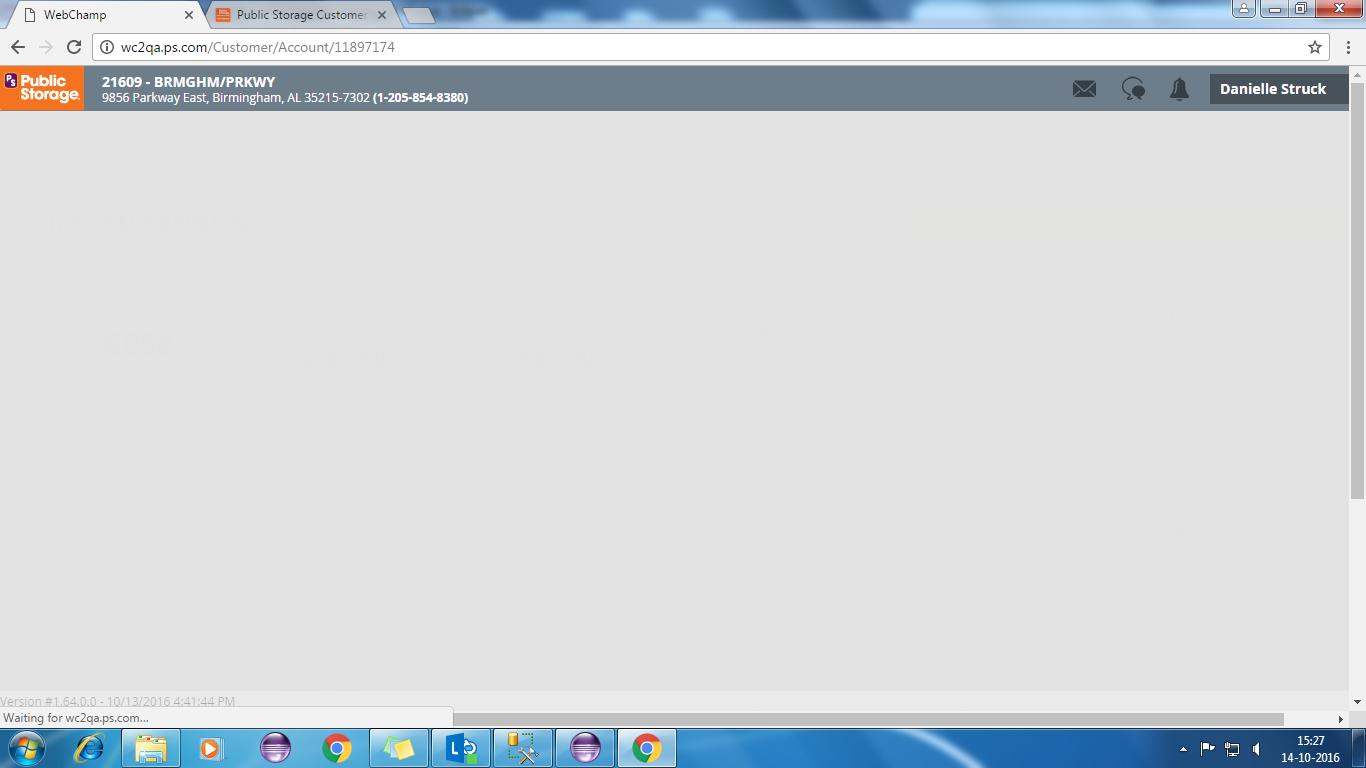 WebChamp
Public Storage Customer
wc2qa.ps.com/Customer/Account/11897174
PS Public Storage.
21609 - BRMGHM/PRKWY
9856 Parkway East, Birmingham, AL 35215-7302 (1-205-854-8380)
Danielle Struck
Version #1.64.0.0 - 10/13/2016 4:41:44 PM
Waiting for wc2qa.ps.com...
15:27
14-10-2016